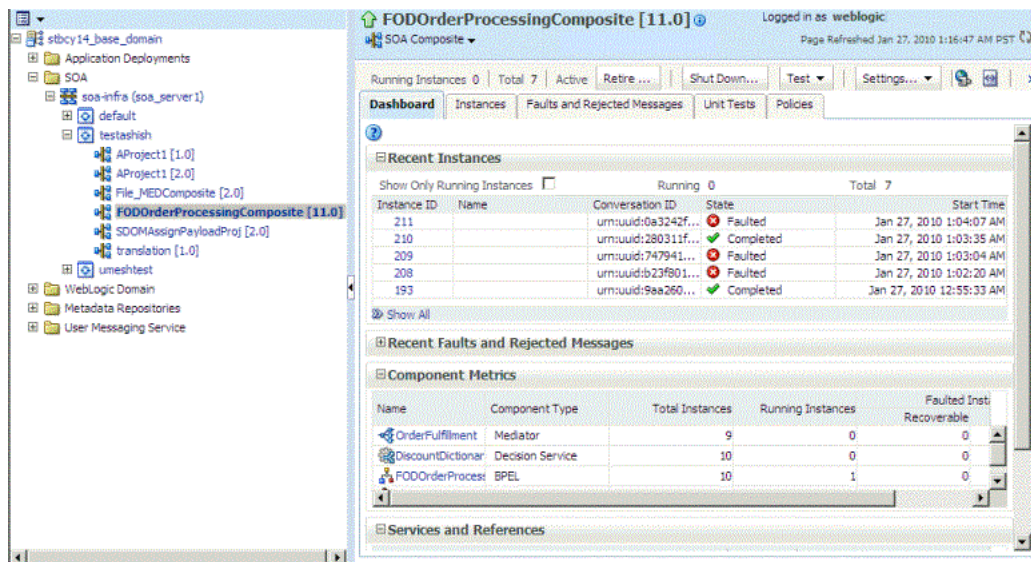 stbcy14_base_domain
Application Deployments
SOA
soa-infra (soa_server1)
default
testashish
AProject1 [1.0]
AProject1 [2.0]
File_MEDComposite [2.0]
FODOrderProcessingComposite [11.0]
SDOMAssignPayloadProj [2.0]
translation [1.0]
umeshtest
WebLogic Domain
Metadata Repositories
User Messaging Service
FODOrderProcessingComposite [11.0] Logged in as weblogic
SOA Composite Page Refreshed Jan 27, 2010 1:16:47 AM PST
Running Instances 0 Total 7 Active Retire ... Shut Down... Test Settings...
Dashboard Instances Faults and Rejected Messages Unit Tests Policies
Recent Instances
Show Only Running Instances Running 0 Total 7
Instance ID Name Conversation ID State Start Time
211 urn:uuid:0a3242f... Faulted Jan 27, 2010 1:04:07 AM
210 urn:uuid:280311f... Completed Jan 27, 2010 1:03:35 AM
209 urn:uuid:747941... Faulted Jan 27, 2010 1:03:04 AM
208 urn:uuid:b23f801... Faulted Jan 27, 2010 1:02:20 AM
193 urn:uuid:9aa260... Completed Jan 27, 2010 12:55:33 AM
Show All
Recent Faults and Rejected Messages
Component Metrics
Faulted Inst
Name Component Type Total Instances Running Instances Recoverable
OrderFulfillment Mediator 9 0 0
DiscountDictionar Decision Service 10 0 0
FODOrderProcess BPEL 10 1 0
Services and References